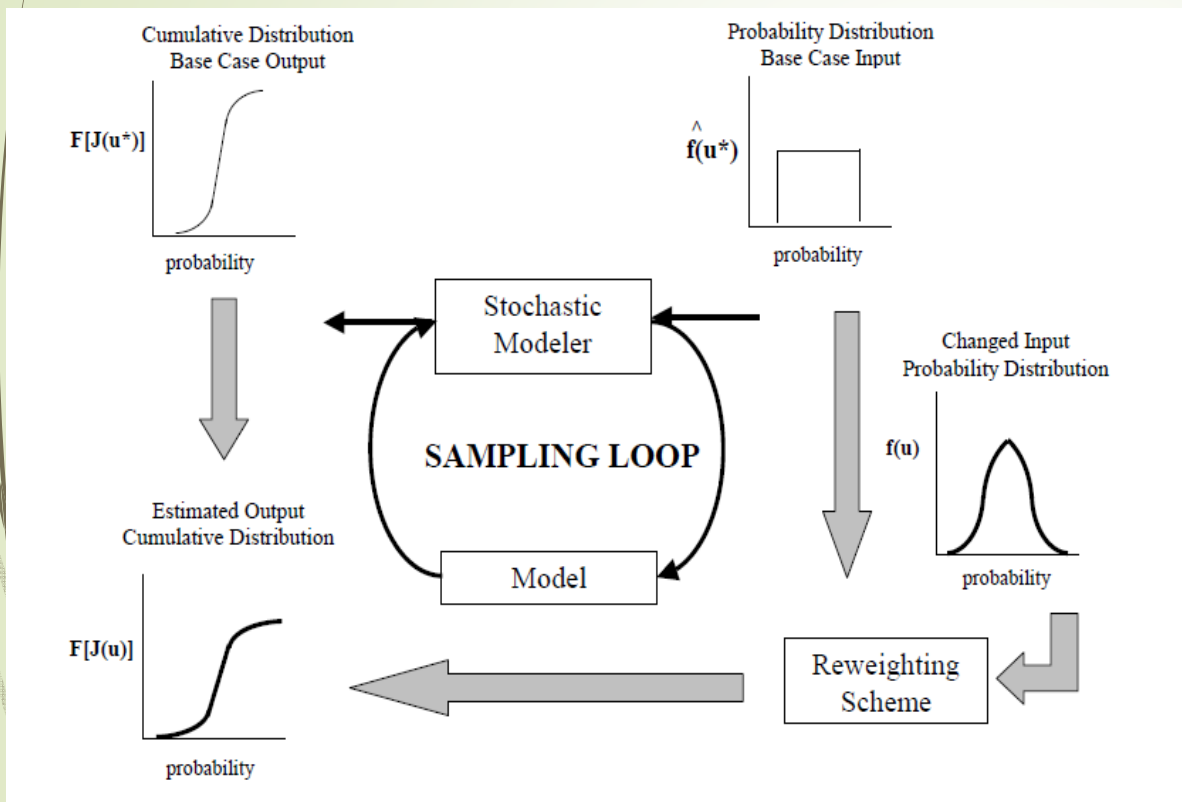 Cumulative Distribution
Base Case Output
F[J(u*)]
probability
Probability Distribution
Base Case Input
^
f(u*)
probability
Stochastic
Modeler
SAMPLING LOOP
Model
Changed Input
Probability Distribution
f(u)
probability
Estimated Output
Cumulative Distribution
F[J(u)]
probability
Reweighting
Scheme